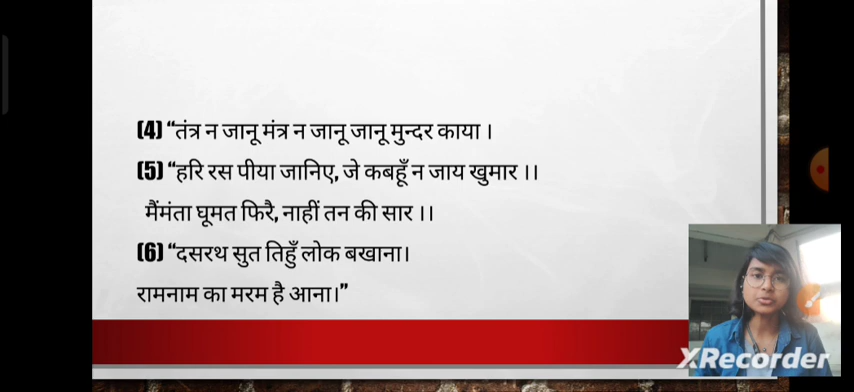 (4) “तंत्र न जानू मंत्र न जानू जानू मुन्दर काया ।
(5) “हरि रस पीया जानिए, जे कबहूँ न जाय खुमार ।।
मैंमंता घूमत फिरै, नाहीं तन की सार ।।
(6) “दसरथ सुत तिहुँ लोक बखाना।
रामनाम का मरम है आना।”
XRecorder